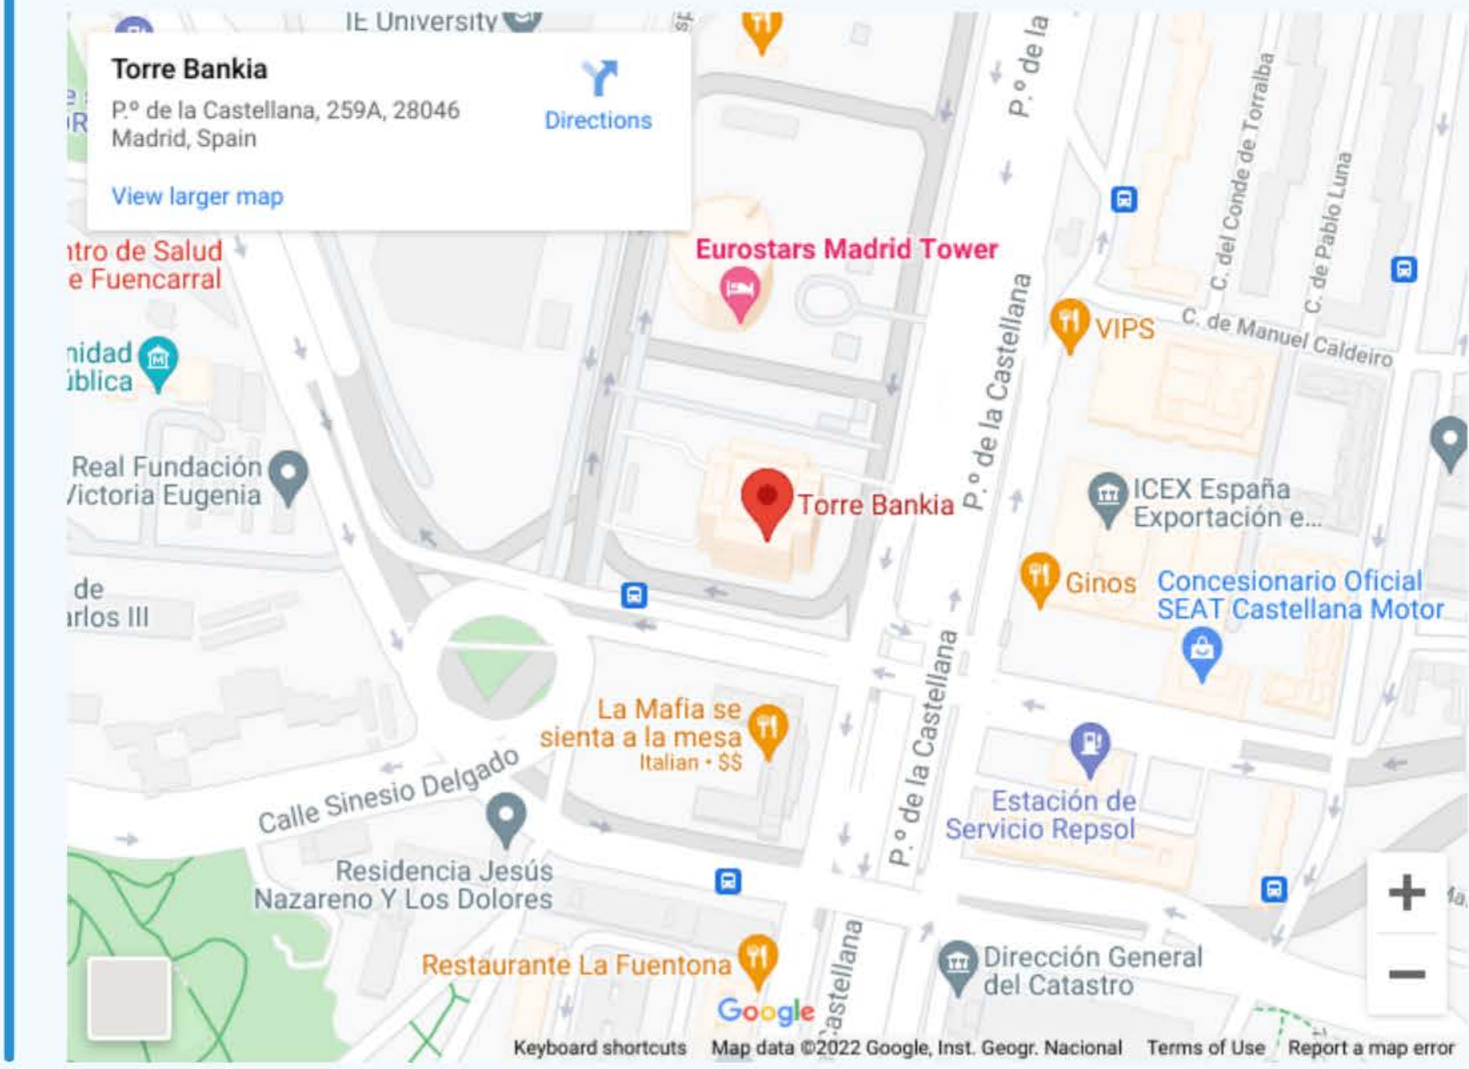 IE University
P.º de la
Torre Bankia
P.º de la Castellana, 259A, 28046
Madrid, Spain
Directions
View larger map
C. del Conde de Torralba
C. de Pablo Luna
ntro de Salud
e Fuencarral
Eurostars Madrid Tower
P.º de la Castellana
VIPS
C. de Manuel Caldeiro
nidad
ública
Real Fundación
Victoria Eugenia
Torre Bankia
ICEX España
Exportación e...
de
arlos III
Ginos
Concesionario Oficial
SEAT Castellana Motor
P.º de la Castellana
La Mafia se
sienta a la mesa
Italian • $$
Calle Sinesio Delgado
Estación de
Servicio Repsol
Residencia Jesús
Nazareno Y Los Dolores
Restaurante La Fuentona
Castellana
Dirección General
del Catastro
Google
Keyboard shortcuts
Map data ©2022 Google, Inst. Geogr. Nacional
Terms of Use
Report a map error